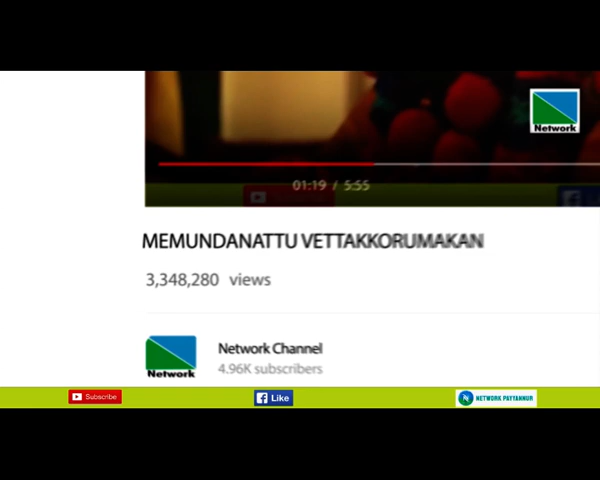 Network
01:19 / 5:55
MEMUNDANATTU VETTAKKORUMAKAN
3,348,280 views
Network Channel
Network
4.96K subscribers
Subscribe
Like
NETWORK PAYYANNUR